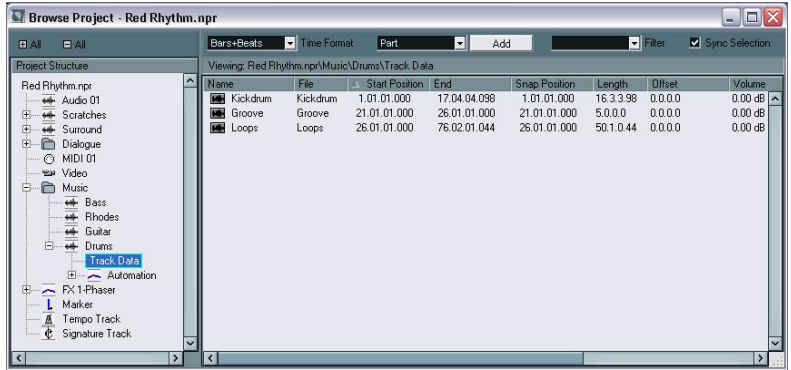 Browse Project - Red Rhythm.npr
All All Bars+Beats Time Format Part Add Filter Sync Selection
Project Structure
Viewing: Red Rhythm.npr\Music\Drums\Track Data
Name File Start Position End Snap Position Length Offset Volume
Kickdrum Kickdrum 1.01.01.000 17.04.04.098 1.01.01.000 16.3.3.98 0.0.0.0 0.00 dB
Groove Groove 21.01.01.000 26.01.01.000 21.01.01.000 5.0.0.0 0.0.0.0 0.00 dB
Loops Loops 26.01.01.000 76.02.01.044 26.01.01.000 50.1.0.44 0.0.0.0 0.00 dB
Red Rhythm.npr
Audio 01
Scratches
Surround
Dialogue
MIDI 01
Video
Music
Bass
Rhodes
Guitar
Drums
Track Data
Automation
FX 1-Phaser
Marker
Tempo Track
Signature Track